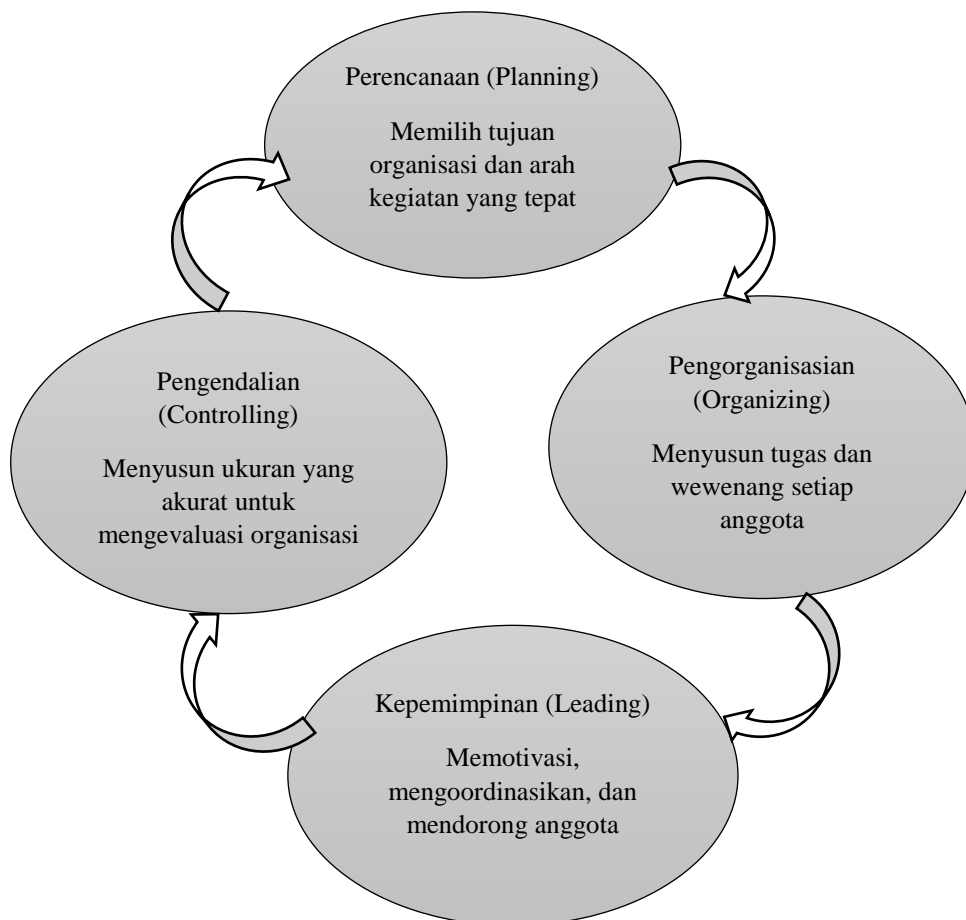 Perencanaan (Planning)
Memilih tujuan
organisasi dan arah
kegiatan yang tepat
Pengorganisasian
(Organizing)
Menyusun tugas dan
wewenang setiap
anggota
Kepemimpinan (Leading)
Memotivasi,
mengoordinasikan, dan
mendorong anggota
Pengendalian
(Controlling)
Menyusun ukuran yang
akurat untuk
mengevaluasi organisasi